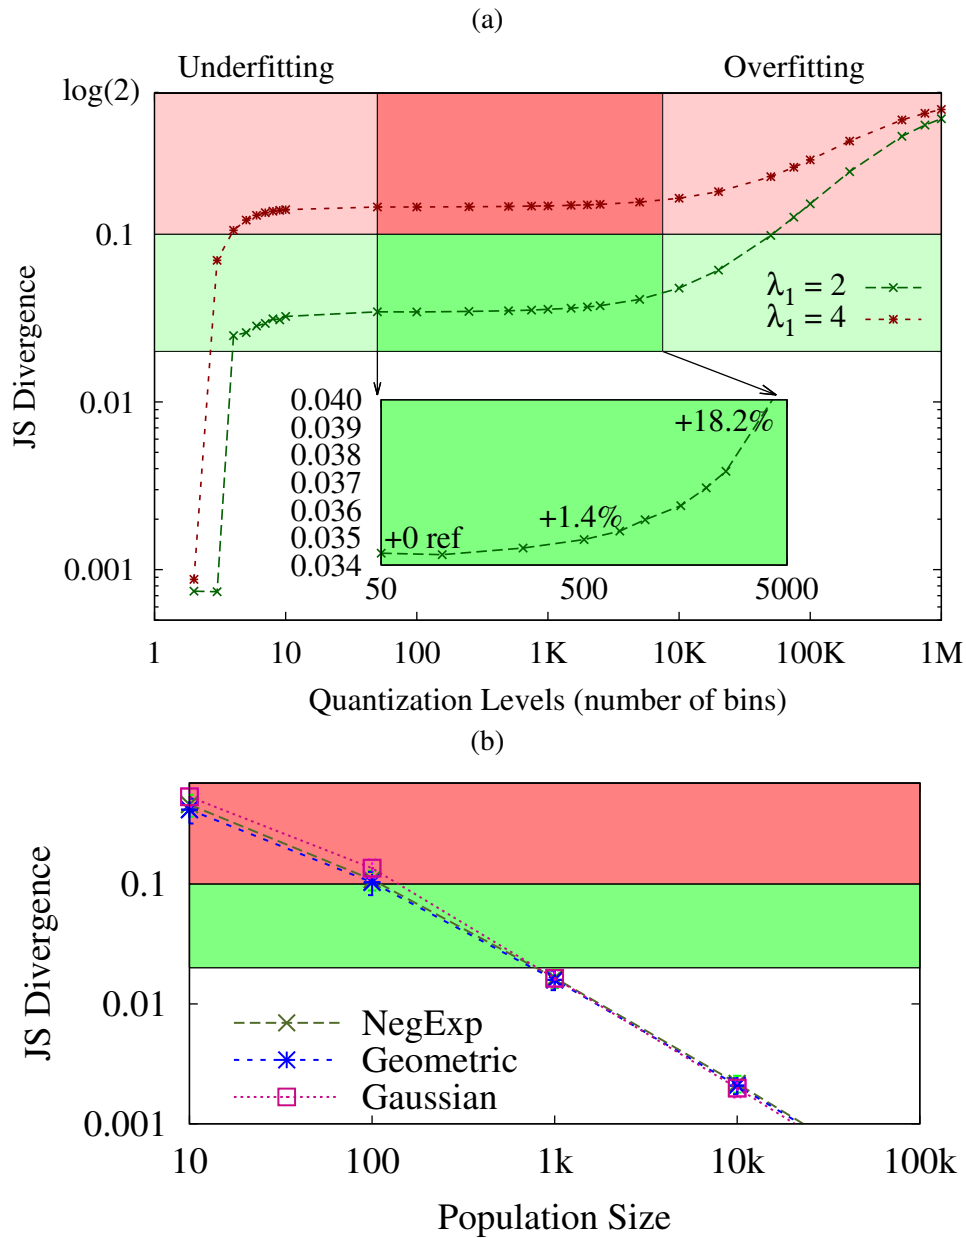 (a)
Underfitting
Overfitting
log(2)
0.1
0.01
0.001
JS Divergence
λ₁ = 2
λ₁ = 4
0.040
0.039
0.038
0.037
0.036
0.035
0.034
+18.2%
+1.4%
+0 ref
50 500 5000
1 10 100 1K 10K 100K 1M
Quantization Levels (number of bins)
(b)
0.1
0.01
0.001
JS Divergence
NegExp
Geometric
Gaussian
10 100 1k 10k 100k
Population Size